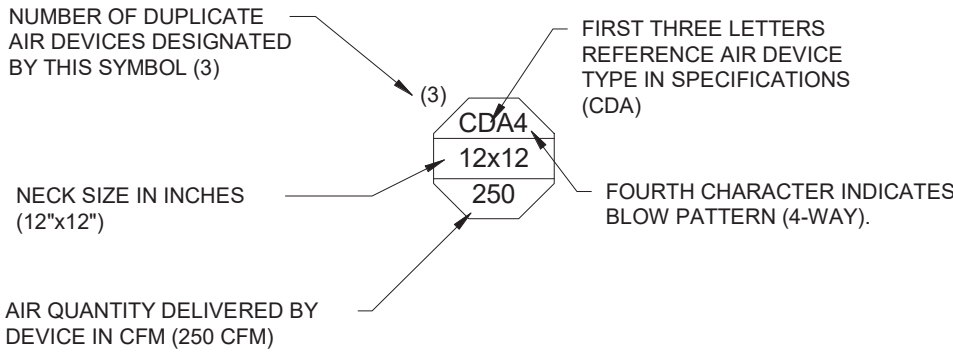 NUMBER OF DUPLICATE
AIR DEVICES DESIGNATED
BY THIS SYMBOL (3)
FIRST THREE LETTERS
REFERENCE AIR DEVICE
TYPE IN SPECIFICATIONS
(CDA)
(3)
CDA4
12x12
250
NECK SIZE IN INCHES
(12"x12")
FOURTH CHARACTER INDICATES
BLOW PATTERN (4-WAY).
AIR QUANTITY DELIVERED BY
DEVICE IN CFM (250 CFM)